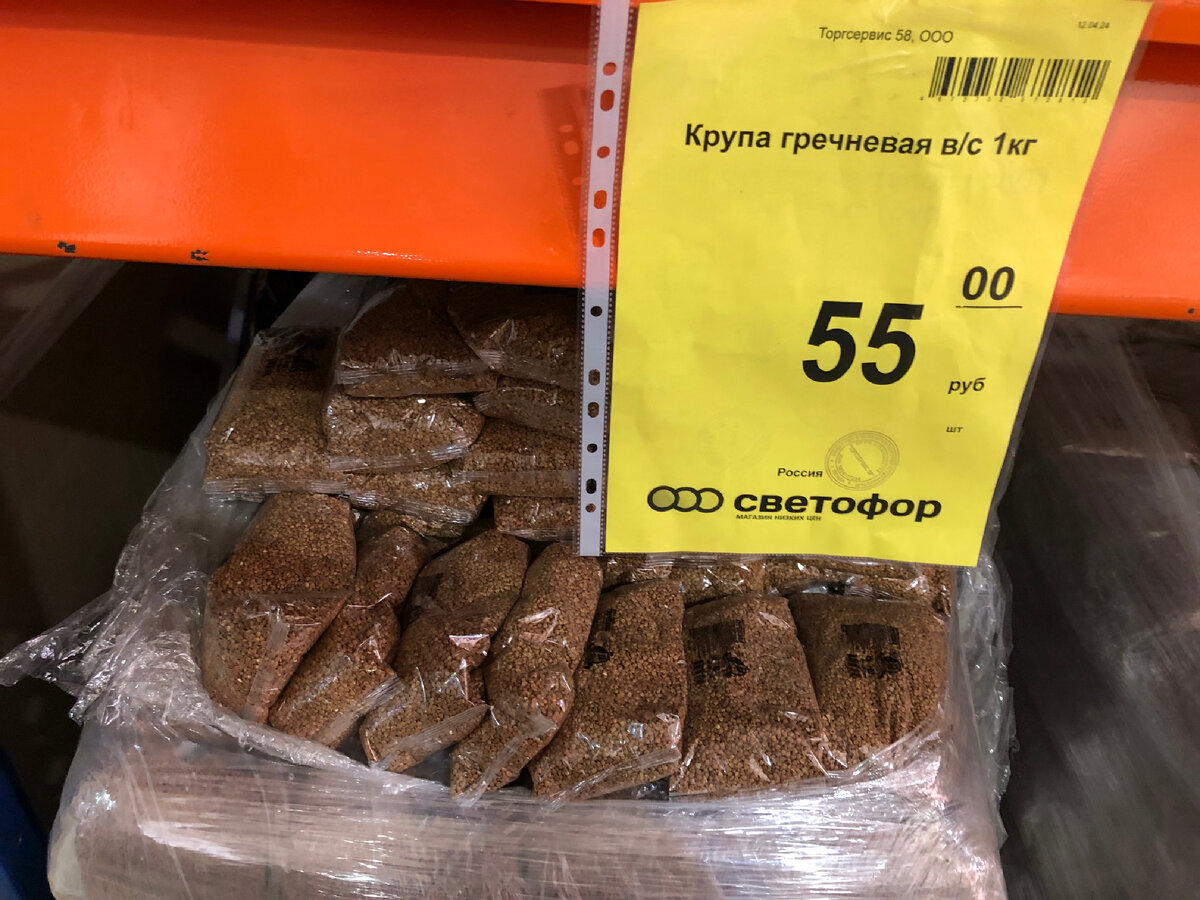 12.04.24
Торгсервис 58, ООО
Крупа гречневая в/с 1кг
55 00
руб
шт
Россия
светофор
МАГАЗИН НИЗКИХ ЦЕН